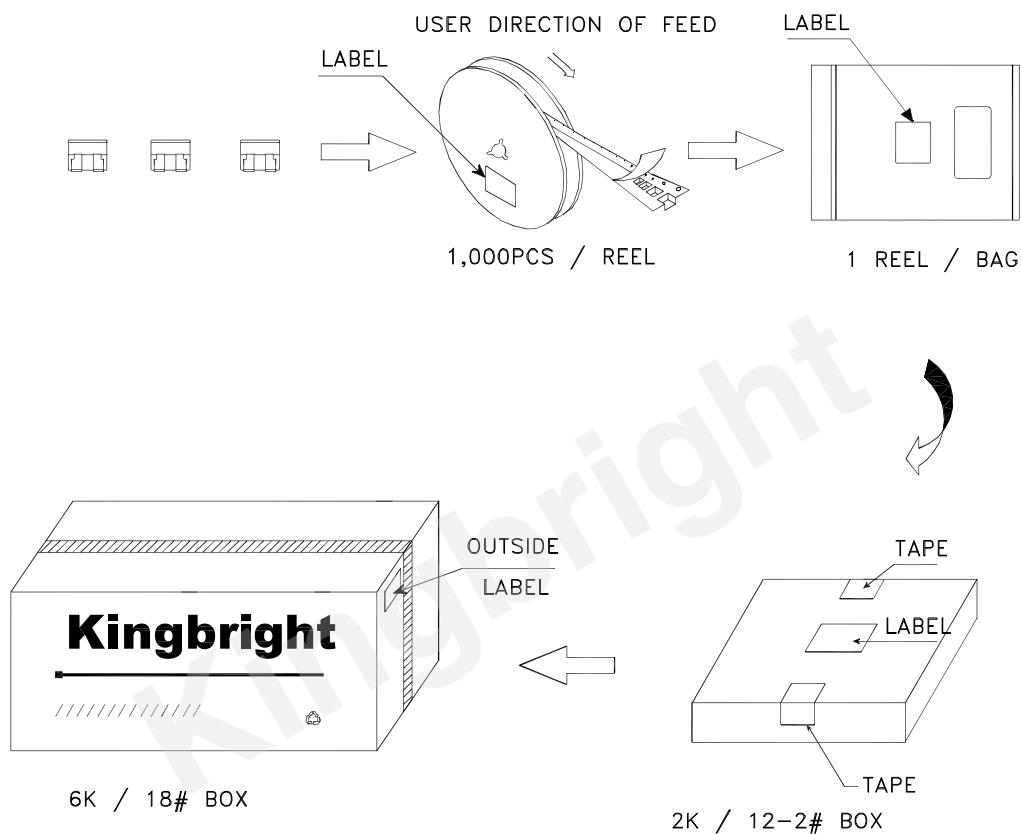 USER DIRECTION OF FEED
LABEL
LABEL
1,000PCS / REEL
1 REEL / BAG
Kingbright
OUTSIDE
LABEL
TAPE
LABEL
Kingbright
TAPE
6K / 18# BOX
2K / 12-2# BOX